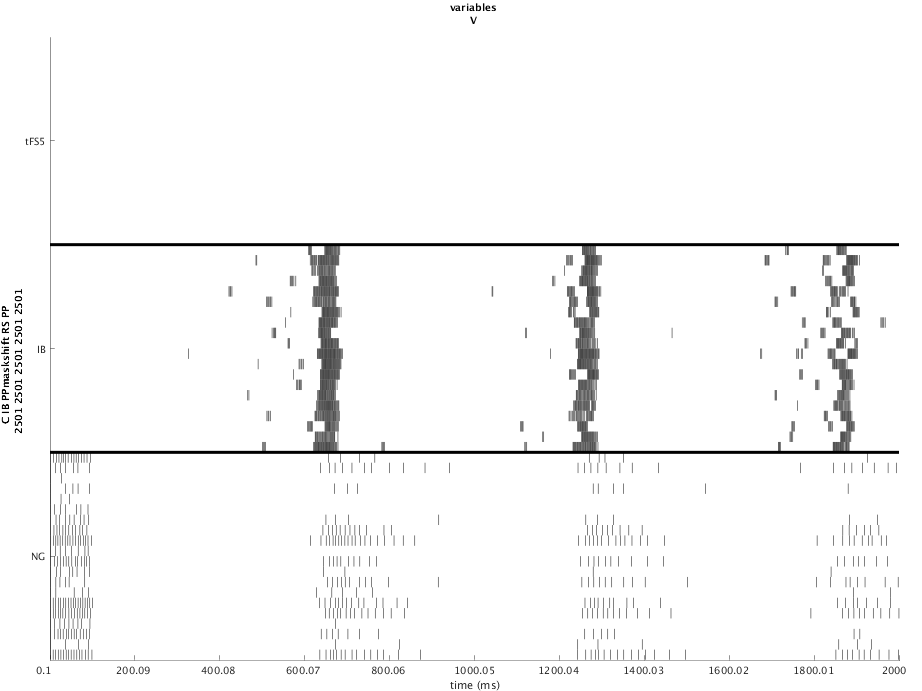 variables
V
tFS5
IB
NG
C IB PPmaskshift RS PP
2501 2501 2501 2501 2501
0.1 200.09 400.08 600.07 800.06 1000.05 1200.04 1400.03 1600.02 1800.01 2000
time (ms)